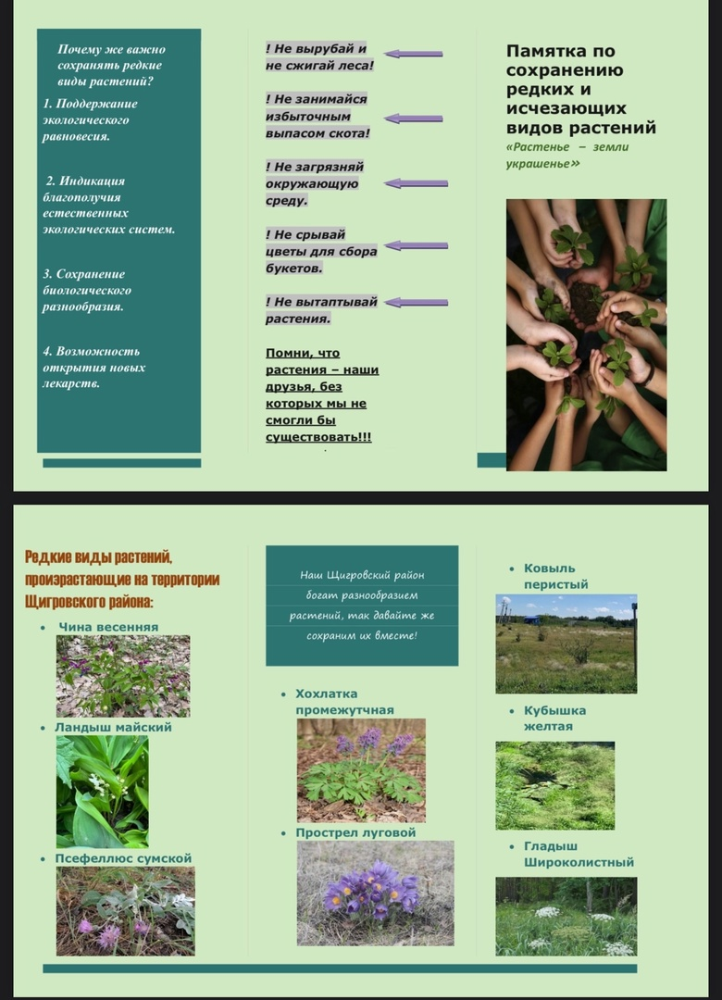 Почему же важно
сохранять редкие
виды растений?
1. Поддержание
экологического
равновесия.
2. Индикация
благополучия
естественных
экологических систем.
3. Сохранение
биологического
разнообразия.
4. Возможность
открытия новых
лекарств.
! Не вырубай и
не сжигай леса!
! Не занимайся
избыточным
выпасом скота!
! Не загрязняй
окружающую
среду.
! Не срывай
цветы для сбора
букетов.
! Не вытаптывай
растения.
Помни, что
растения – наши
друзья, без
которых мы не
смогли бы
существовать!!!
.
Памятка по
сохранению
редких и
исчезающих
видов растений
«Растенье – земли
украшенье»
Редкие виды растений,
произрастающие на территории
Щигровского района:
• Чина весенняя
• Ландыш майский
• Псефеллюс сумской
Наш Щигровский район
богат разнообразием
растений, так давайте же
сохраним их вместе!
• Хохлатка
промежутчная
• Прострел луговой
• Ковыль
перистый
• Кубышка
желтая
• Гладыш
Широколистный